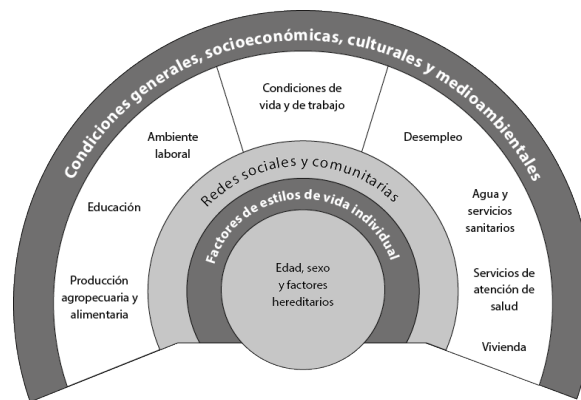 Condiciones generales, socioeconómicas, culturales y medioambientales
Condiciones de
vida y de trabajo
Ambiente
laboral
Desempleo
Educación
Agua y
servicios
sanitarios
Producción
agropecuaria y
alimentaria
Servicios de
atención de
salud
Vivienda
Redes sociales y comunitarias
Factores de estilos de vida individual
Edad, sexo
y factores
hereditarios